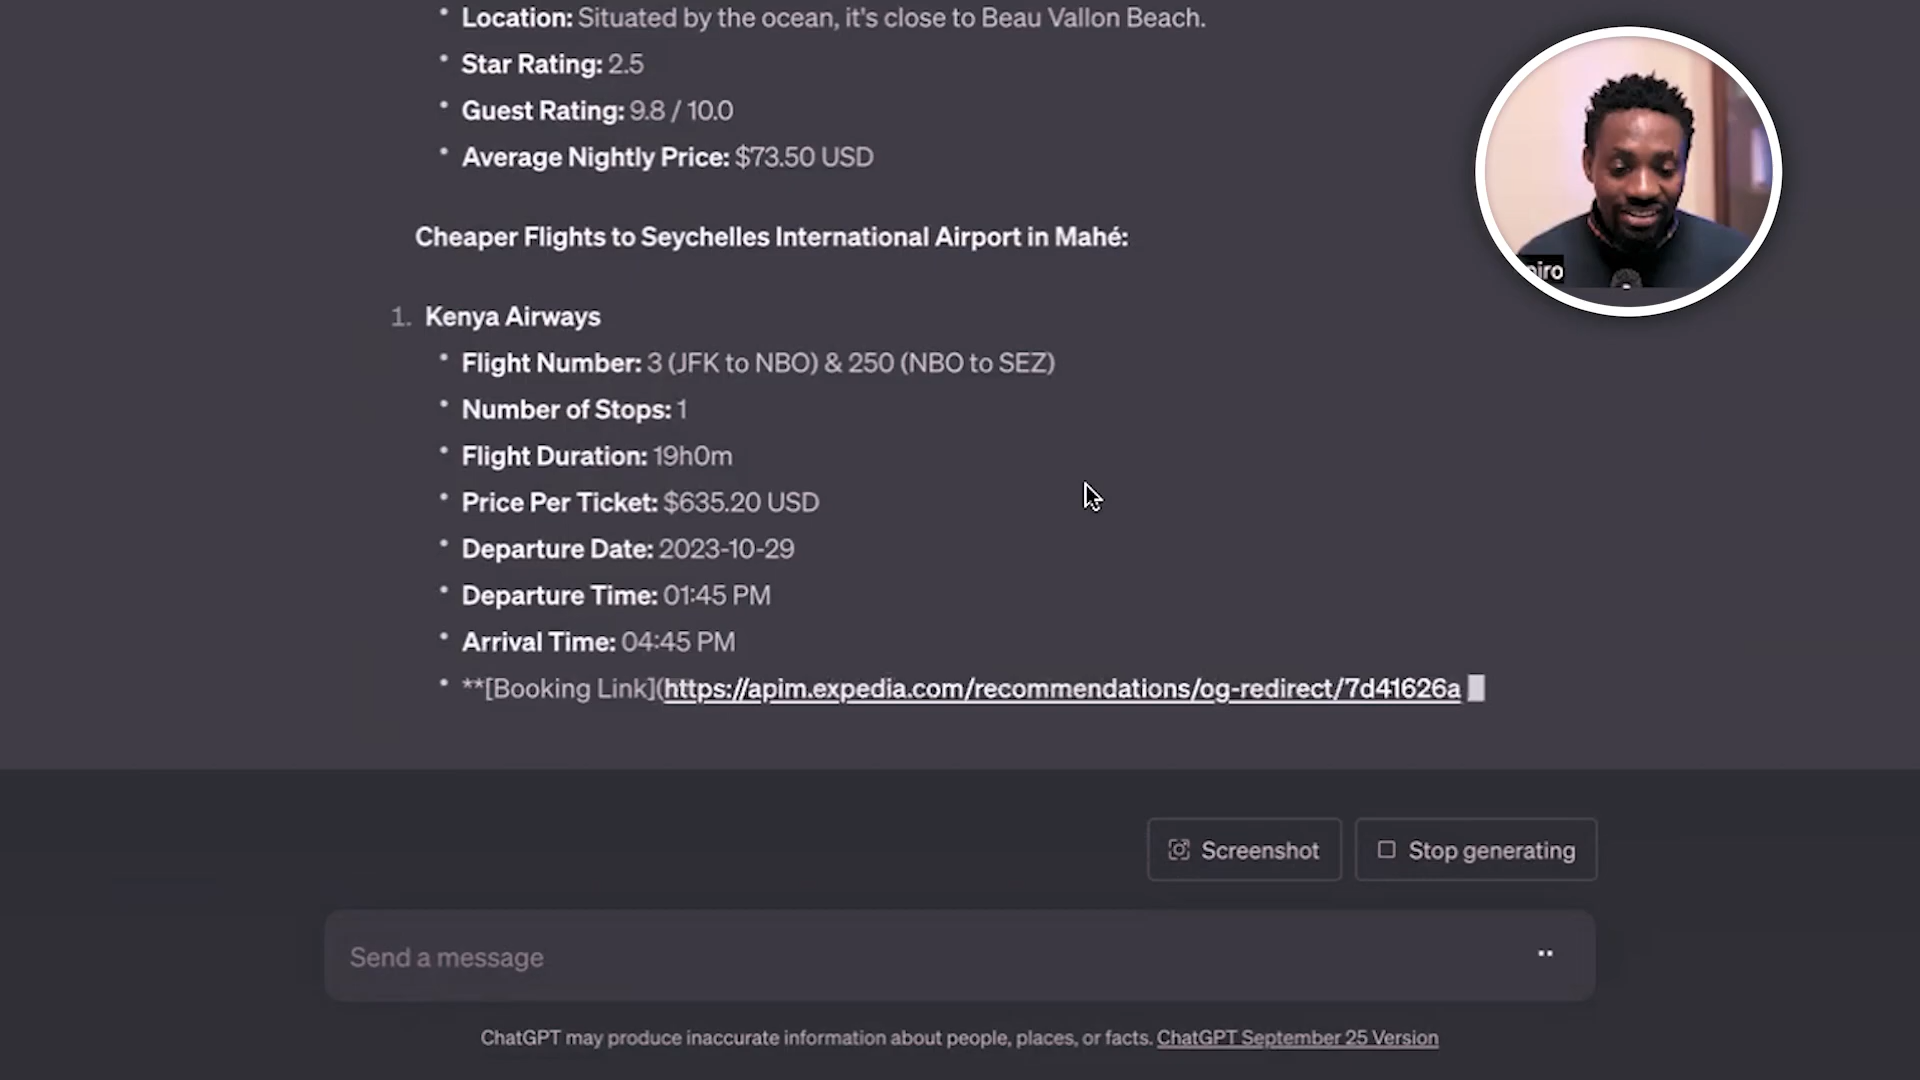 Location: Situated by the ocean, it's close to Beau Vallon Beach.
Star Rating: 2.5
Guest Rating: 9.8 / 10.0
Average Nightly Price: $73.50 USD
Cheaper Flights to Seychelles International Airport in Mahé:
1. Kenya Airways
Flight Number: 3 (JFK to NBO) & 250 (NBO to SEZ)
Number of Stops: 1
Flight Duration: 19h0m
Price Per Ticket: $635.20 USD
Departure Date: 2023-10-29
Departure Time: 01:45 PM
Arrival Time: 04:45 PM
**[Booking Link](https://apim.expedia.com/recommendations/og-redirect/7d41626a
Screenshot
Stop generating
Send a message
ChatGPT may produce inaccurate information about people, places, or facts. ChatGPT September 25 Version